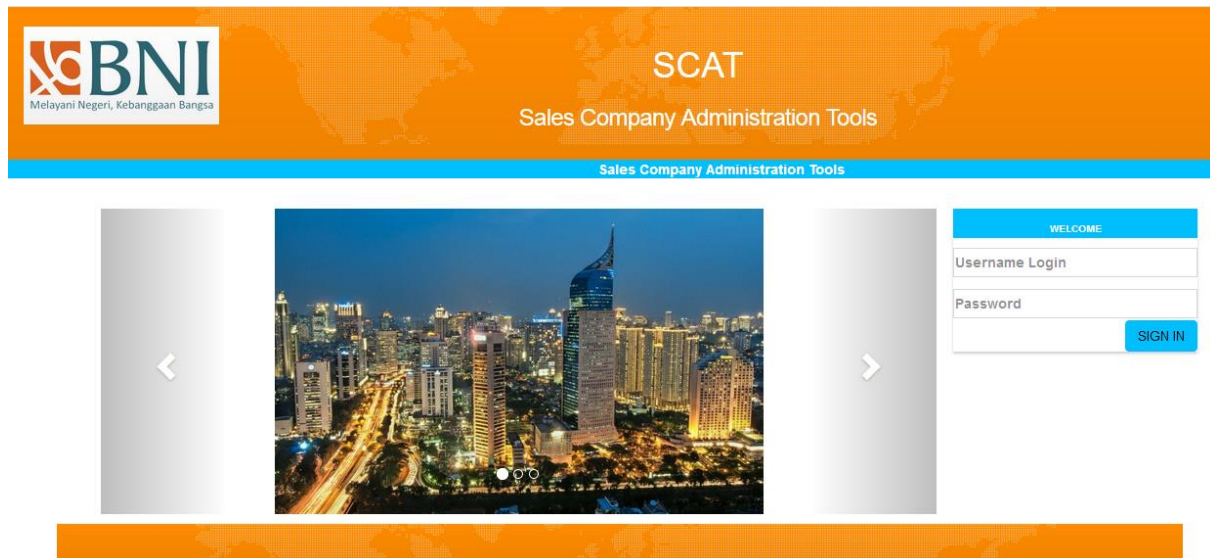 BNI
Melayani Negeri, Kebanggaan Bangsa
SCAT
Sales Company Administration Tools
Sales Company Administration Tools
WELCOME
Username Login
Password
SIGN IN